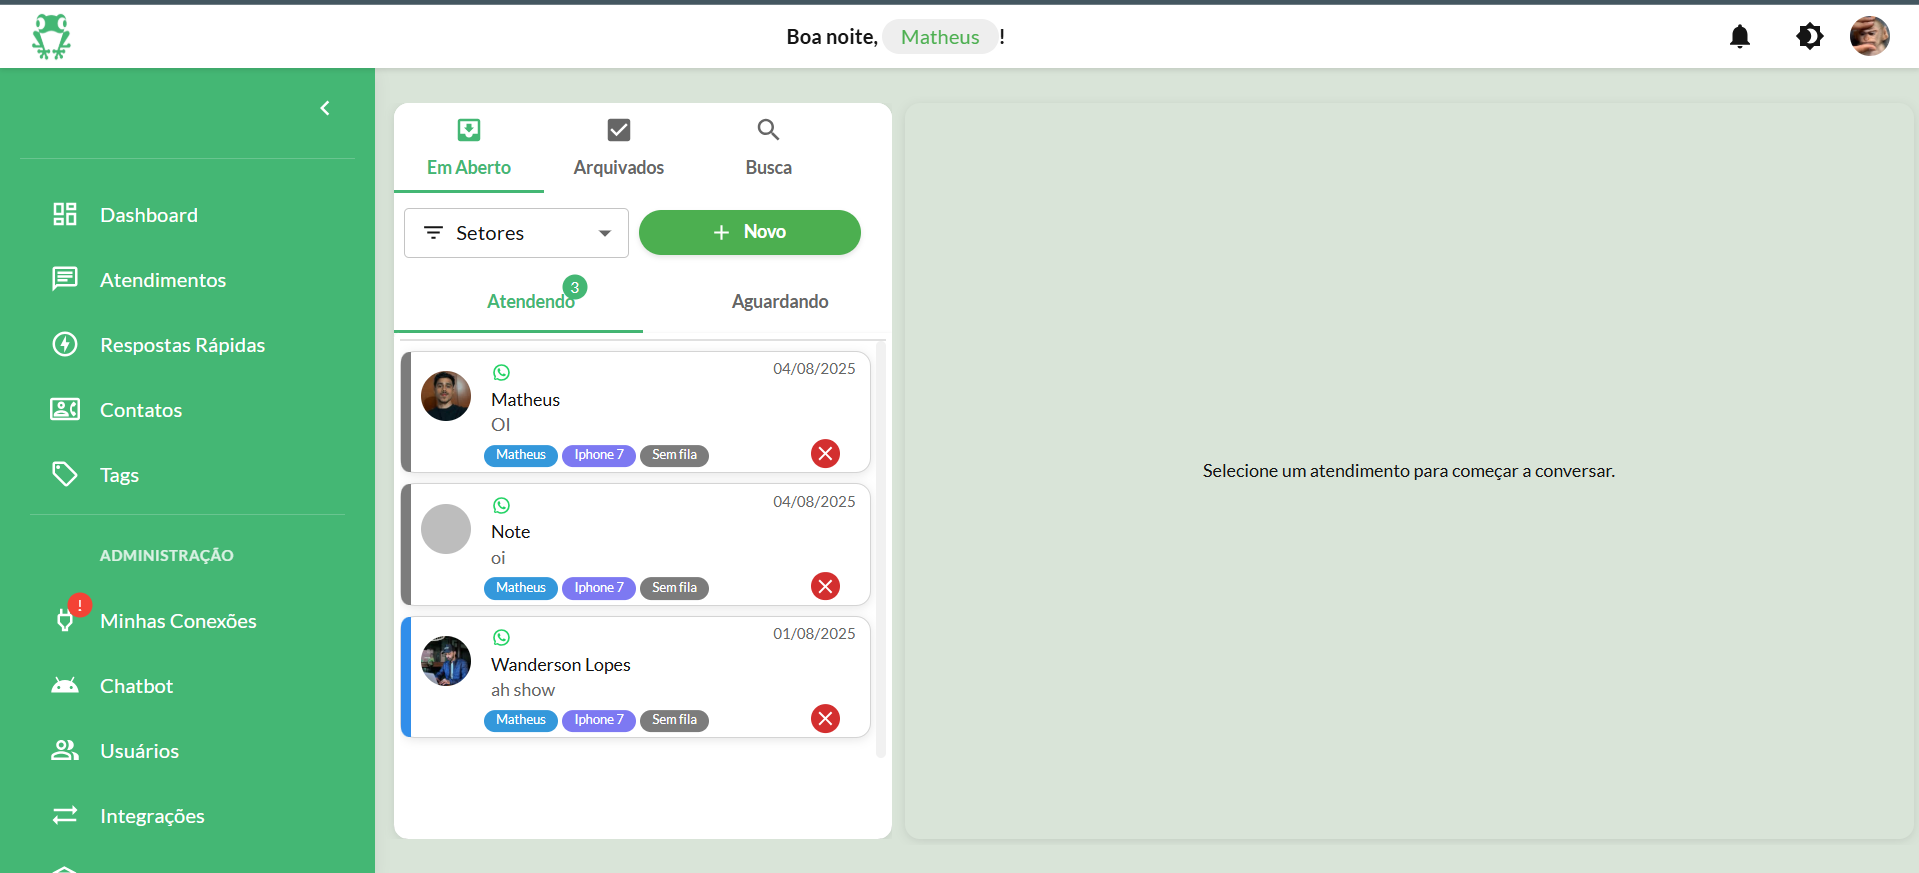 Boa noite, Matheus !
Dashboard
Atendimentos
Respostas Rápidas
Contatos
Tags
ADMINISTRAÇÃO
!
Minhas Conexões
Chatbot
Usuários
Integrações
Em Aberto
Arquivados
Busca
Setores
Novo
Atendendo
3
Aguardando
04/08/2025
Matheus
OI
Matheus Iphone 7 Sem fila
04/08/2025
Note
oi
Matheus Iphone 7 Sem fila
01/08/2025
Wanderson Lopes
ah show
Matheus Iphone 7 Sem fila
Selecione um atendimento para começar a conversar.